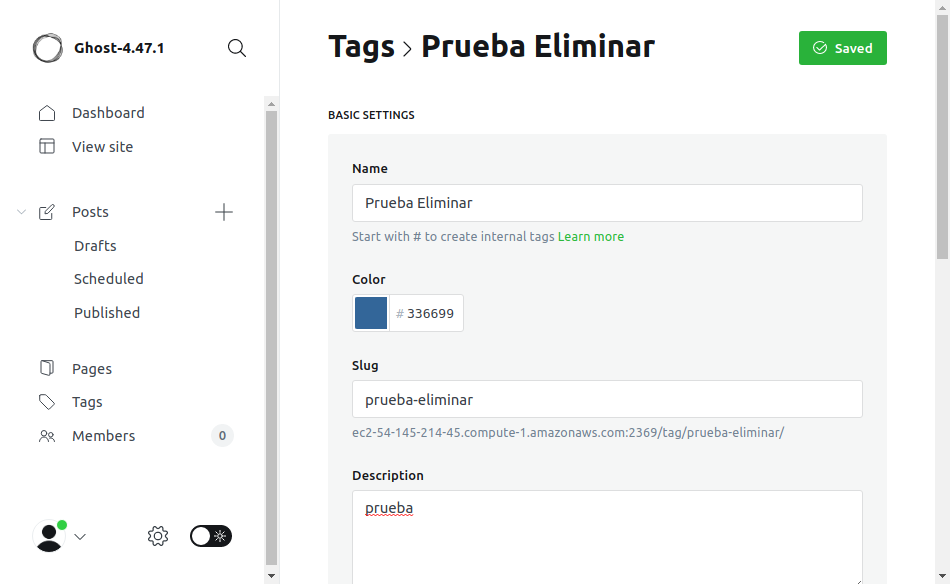 Ghost-4.47.1
Dashboard
View site
Posts
Drafts
Scheduled
Published
Pages
Tags
Members 0
Tags > Prueba Eliminar
Saved
BASIC SETTINGS
Name
Prueba Eliminar
Start with # to create internal tags Learn more
Color
# 336699
Slug
prueba-eliminar
ec2-54-145-214-45.compute-1.amazonaws.com:2369/tag/prueba-eliminar/
Description
prueba